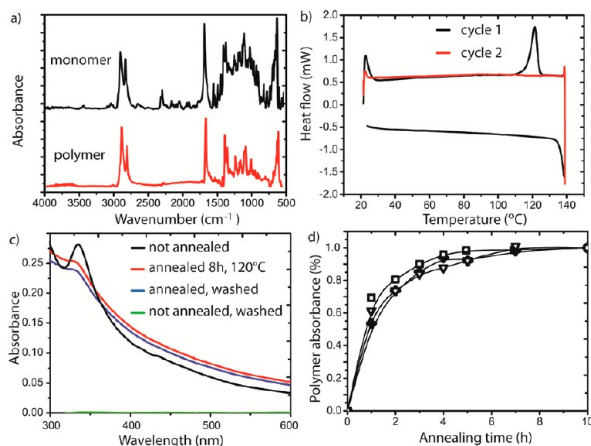 a)
monomer
polymer
Absorbance
4000 3500 3000 2500 2000 1500 1000 500
Wavenumber (cm-1)
b)
cycle 1
cycle 2
Heat flow (mW)
2.0
1.5
1.0
0.5
0.0
-0.5
-1.0
-1.5
-2.0
20 40 60 80 100 120 140
Temperature (°C)
c)
not annealed
annealed 8h, 120°C
annealed, washed
not annealed, washed
Absorbance
0.25
0.20
0.15
0.10
0.05
0.00
300 400 500 600
Wavelength (nm)
d)
Polymer absorbance (%)
1.0
0.8
0.6
0.4
0.2
0.0
0 2 4 6 8 10
Annealing time (h)